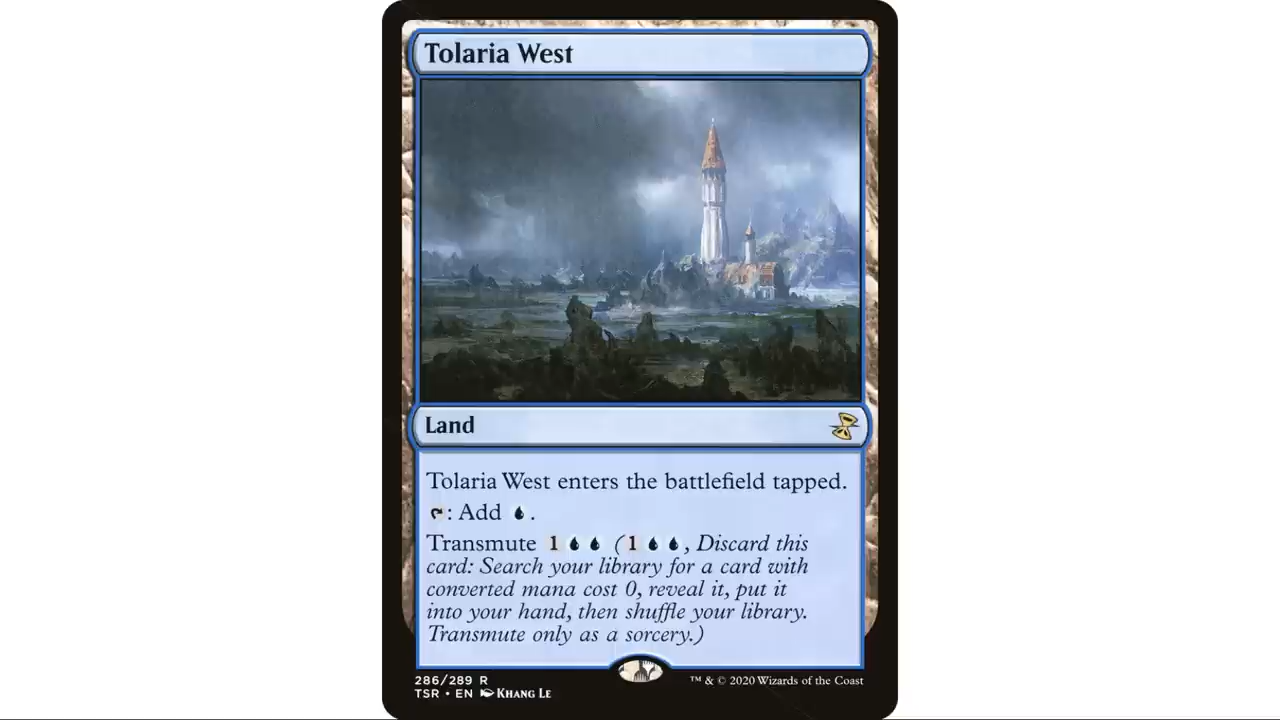 Tolaria West
Land
Tolaria West enters the battlefield tapped.
: Add .
Transmute 1 (1 , Discard this
card: Search your library for a card with
converted mana cost 0, reveal it, put it
into your hand, then shuffle your library.
Transmute only as a sorcery.)
286/289 R
TSR • EN Khang Le
™ & © 2020 Wizards of the Coast